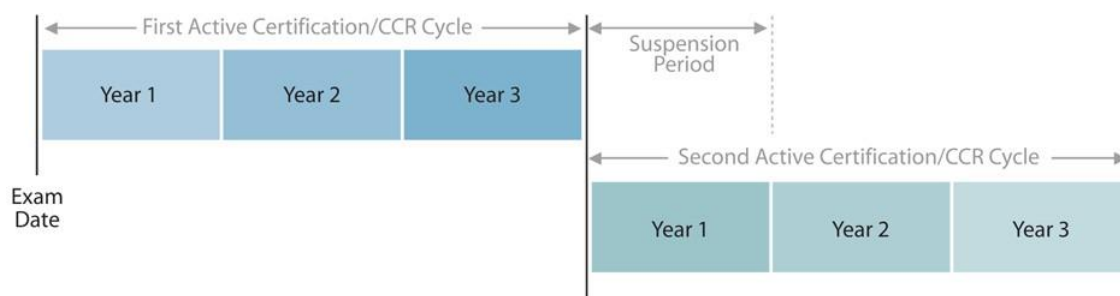 First Active Certification/CCR Cycle
Suspension
Period
Year 1
Year 2
Year 3
Second Active Certification/CCR Cycle
Exam
Date
Year 1
Year 2
Year 3